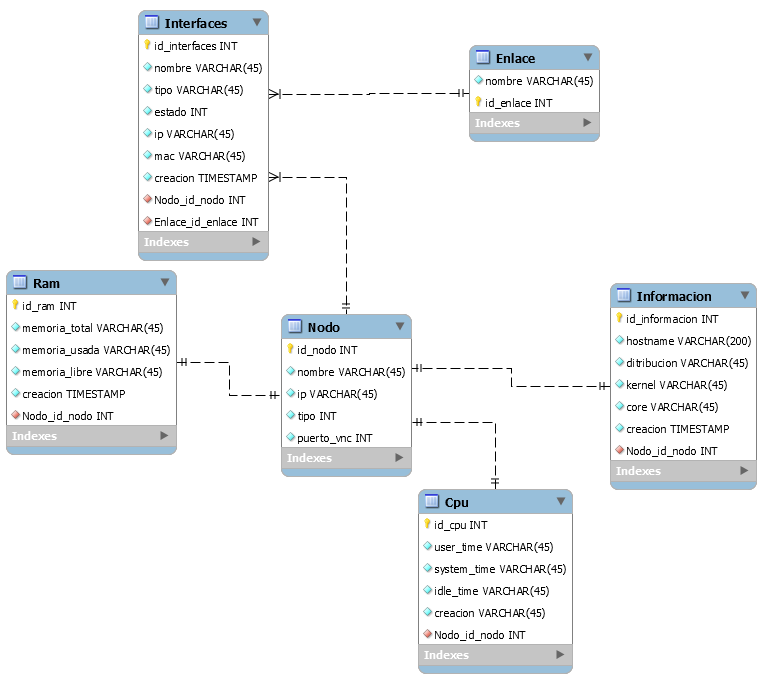 Interfaces
id_interfaces INT
nombre VARCHAR(45)
tipo VARCHAR(45)
estado INT
ip VARCHAR(45)
mac VARCHAR(45)
creacion TIMESTAMP
Nodo_id_nodo INT
Enlace_id_enlace INT
Indexes
Enlace
nombre VARCHAR(45)
id_enlace INT
Indexes
Ram
id_ram INT
memoria_total VARCHAR(45)
memoria_usada VARCHAR(45)
memoria_libre VARCHAR(45)
creacion TIMESTAMP
Nodo_id_nodo INT
Indexes
Nodo
id_nodo INT
nombre VARCHAR(45)
ip VARCHAR(45)
tipo INT
puerto_vnc INT
Indexes
Informacion
id_informacion INT
hostname VARCHAR(200)
ditribucion VARCHAR(45)
kernel VARCHAR(45)
core VARCHAR(45)
creacion TIMESTAMP
Nodo_id_nodo INT
Indexes
Cpu
id_cpu INT
user_time VARCHAR(45)
system_time VARCHAR(45)
idle_time VARCHAR(45)
creacion VARCHAR(45)
Nodo_id_nodo INT
Indexes